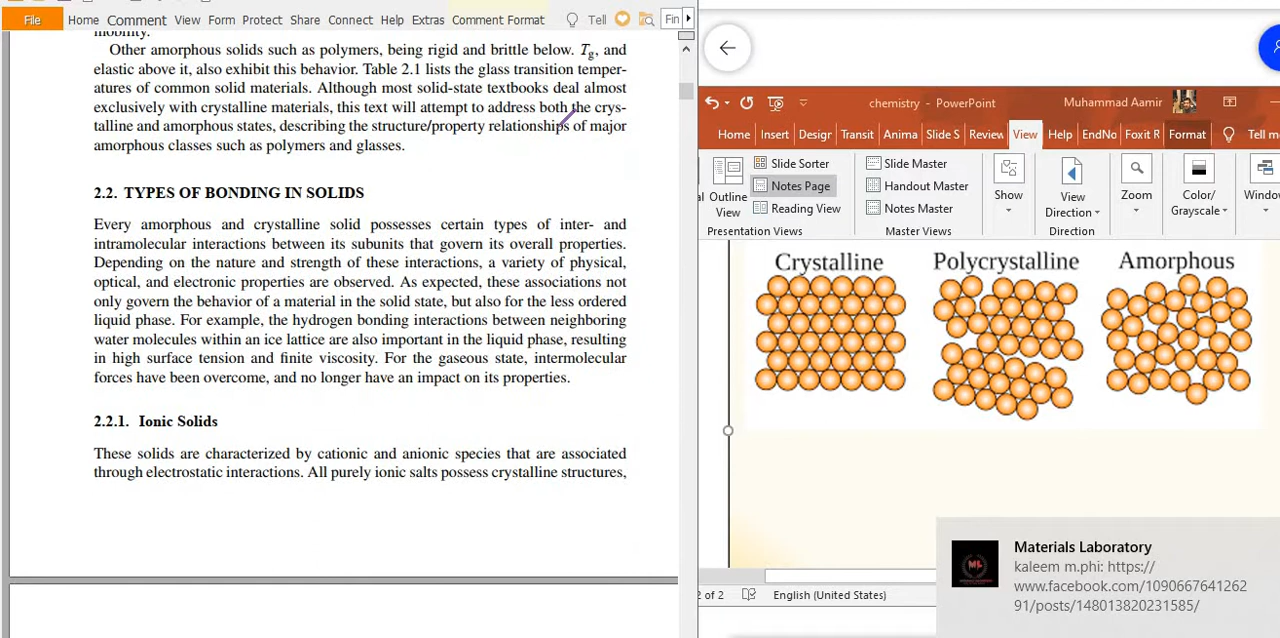 File Home Comment View Form Protect Share Connect Help Extras Comment Format Tell Fin
mobility.
Other amorphous solids such as polymers, being rigid and brittle below. Tg, and
elastic above it, also exhibit this behavior. Table 2.1 lists the glass transition temper-
atures of common solid materials. Although most solid-state textbooks deal almost
exclusively with crystalline materials, this text will attempt to address both the crys-
talline and amorphous states, describing the structure/property relationships of major
amorphous classes such as polymers and glasses.
2.2. TYPES OF BONDING IN SOLIDS
Every amorphous and crystalline solid possesses certain types of inter- and
intramolecular interactions between its subunits that govern its overall properties.
Depending on the nature and strength of these interactions, a variety of physical,
optical, and electronic properties are observed. As expected, these associations not
only govern the behavior of a material in the solid state, but also for the less ordered
liquid phase. For example, the hydrogen bonding interactions between neighboring
water molecules within an ice lattice are also important in the liquid phase, resulting
in high surface tension and finite viscosity. For the gaseous state, intermolecular
forces have been overcome, and no longer have an impact on its properties.
2.2.1. Ionic Solids
These solids are characterized by cationic and anionic species that are associated
through electrostatic interactions. All purely ionic salts possess crystalline structures,
chemistry - PowerPoint Muhammad Aamir
Home Insert Desigr Transit Anima Slide S Review View Help EndNo Foxit R Format Tell me
Outline
View
Slide Sorter
Notes Page
Reading View
Presentation Views
Slide Master
Handout Master
Notes Master
Master Views
Show
View
Direction
Direction
Zoom
Color/
Grayscale
Window
Crystalline Polycrystalline Amorphous
Materials Laboratory
kaleem m.phi: https://
www.facebook.com/1090667641262
91/posts/148013820231585/
ML
2 of 2 English (United States)